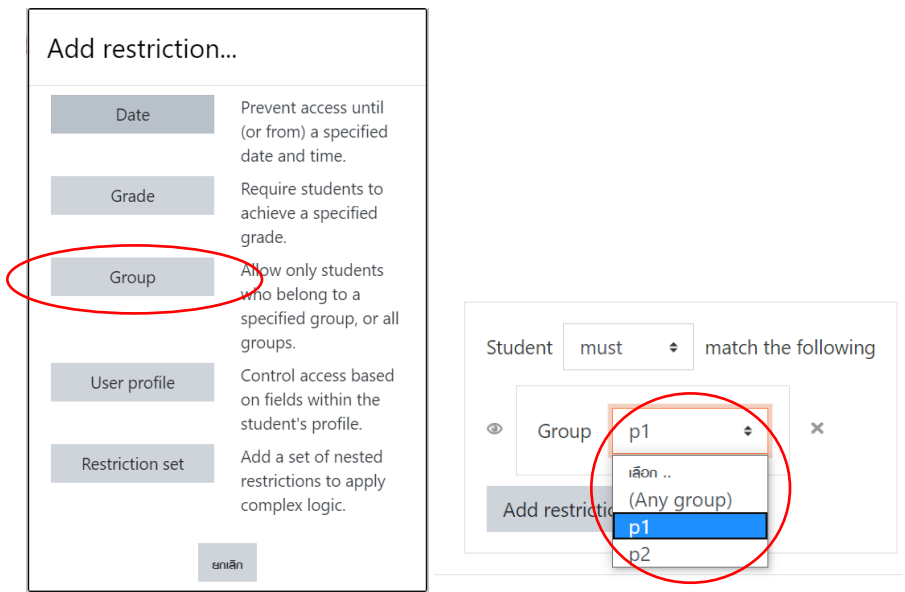 Add restriction...
Date
Prevent access until
(or from) a specified
date and time.
Grade
Require students to
achieve a specified
grade.
Group
Allow only students
who belong to a
specified group, or all
groups.
User profile
Control access based
on fields within the
student's profile.
Restriction set
Add a set of nested
restrictions to apply
complex logic.
ยกเลิก
Student must match the following
Group p1
เลือก ..
(Any group)
p1
p2
Add restrictio